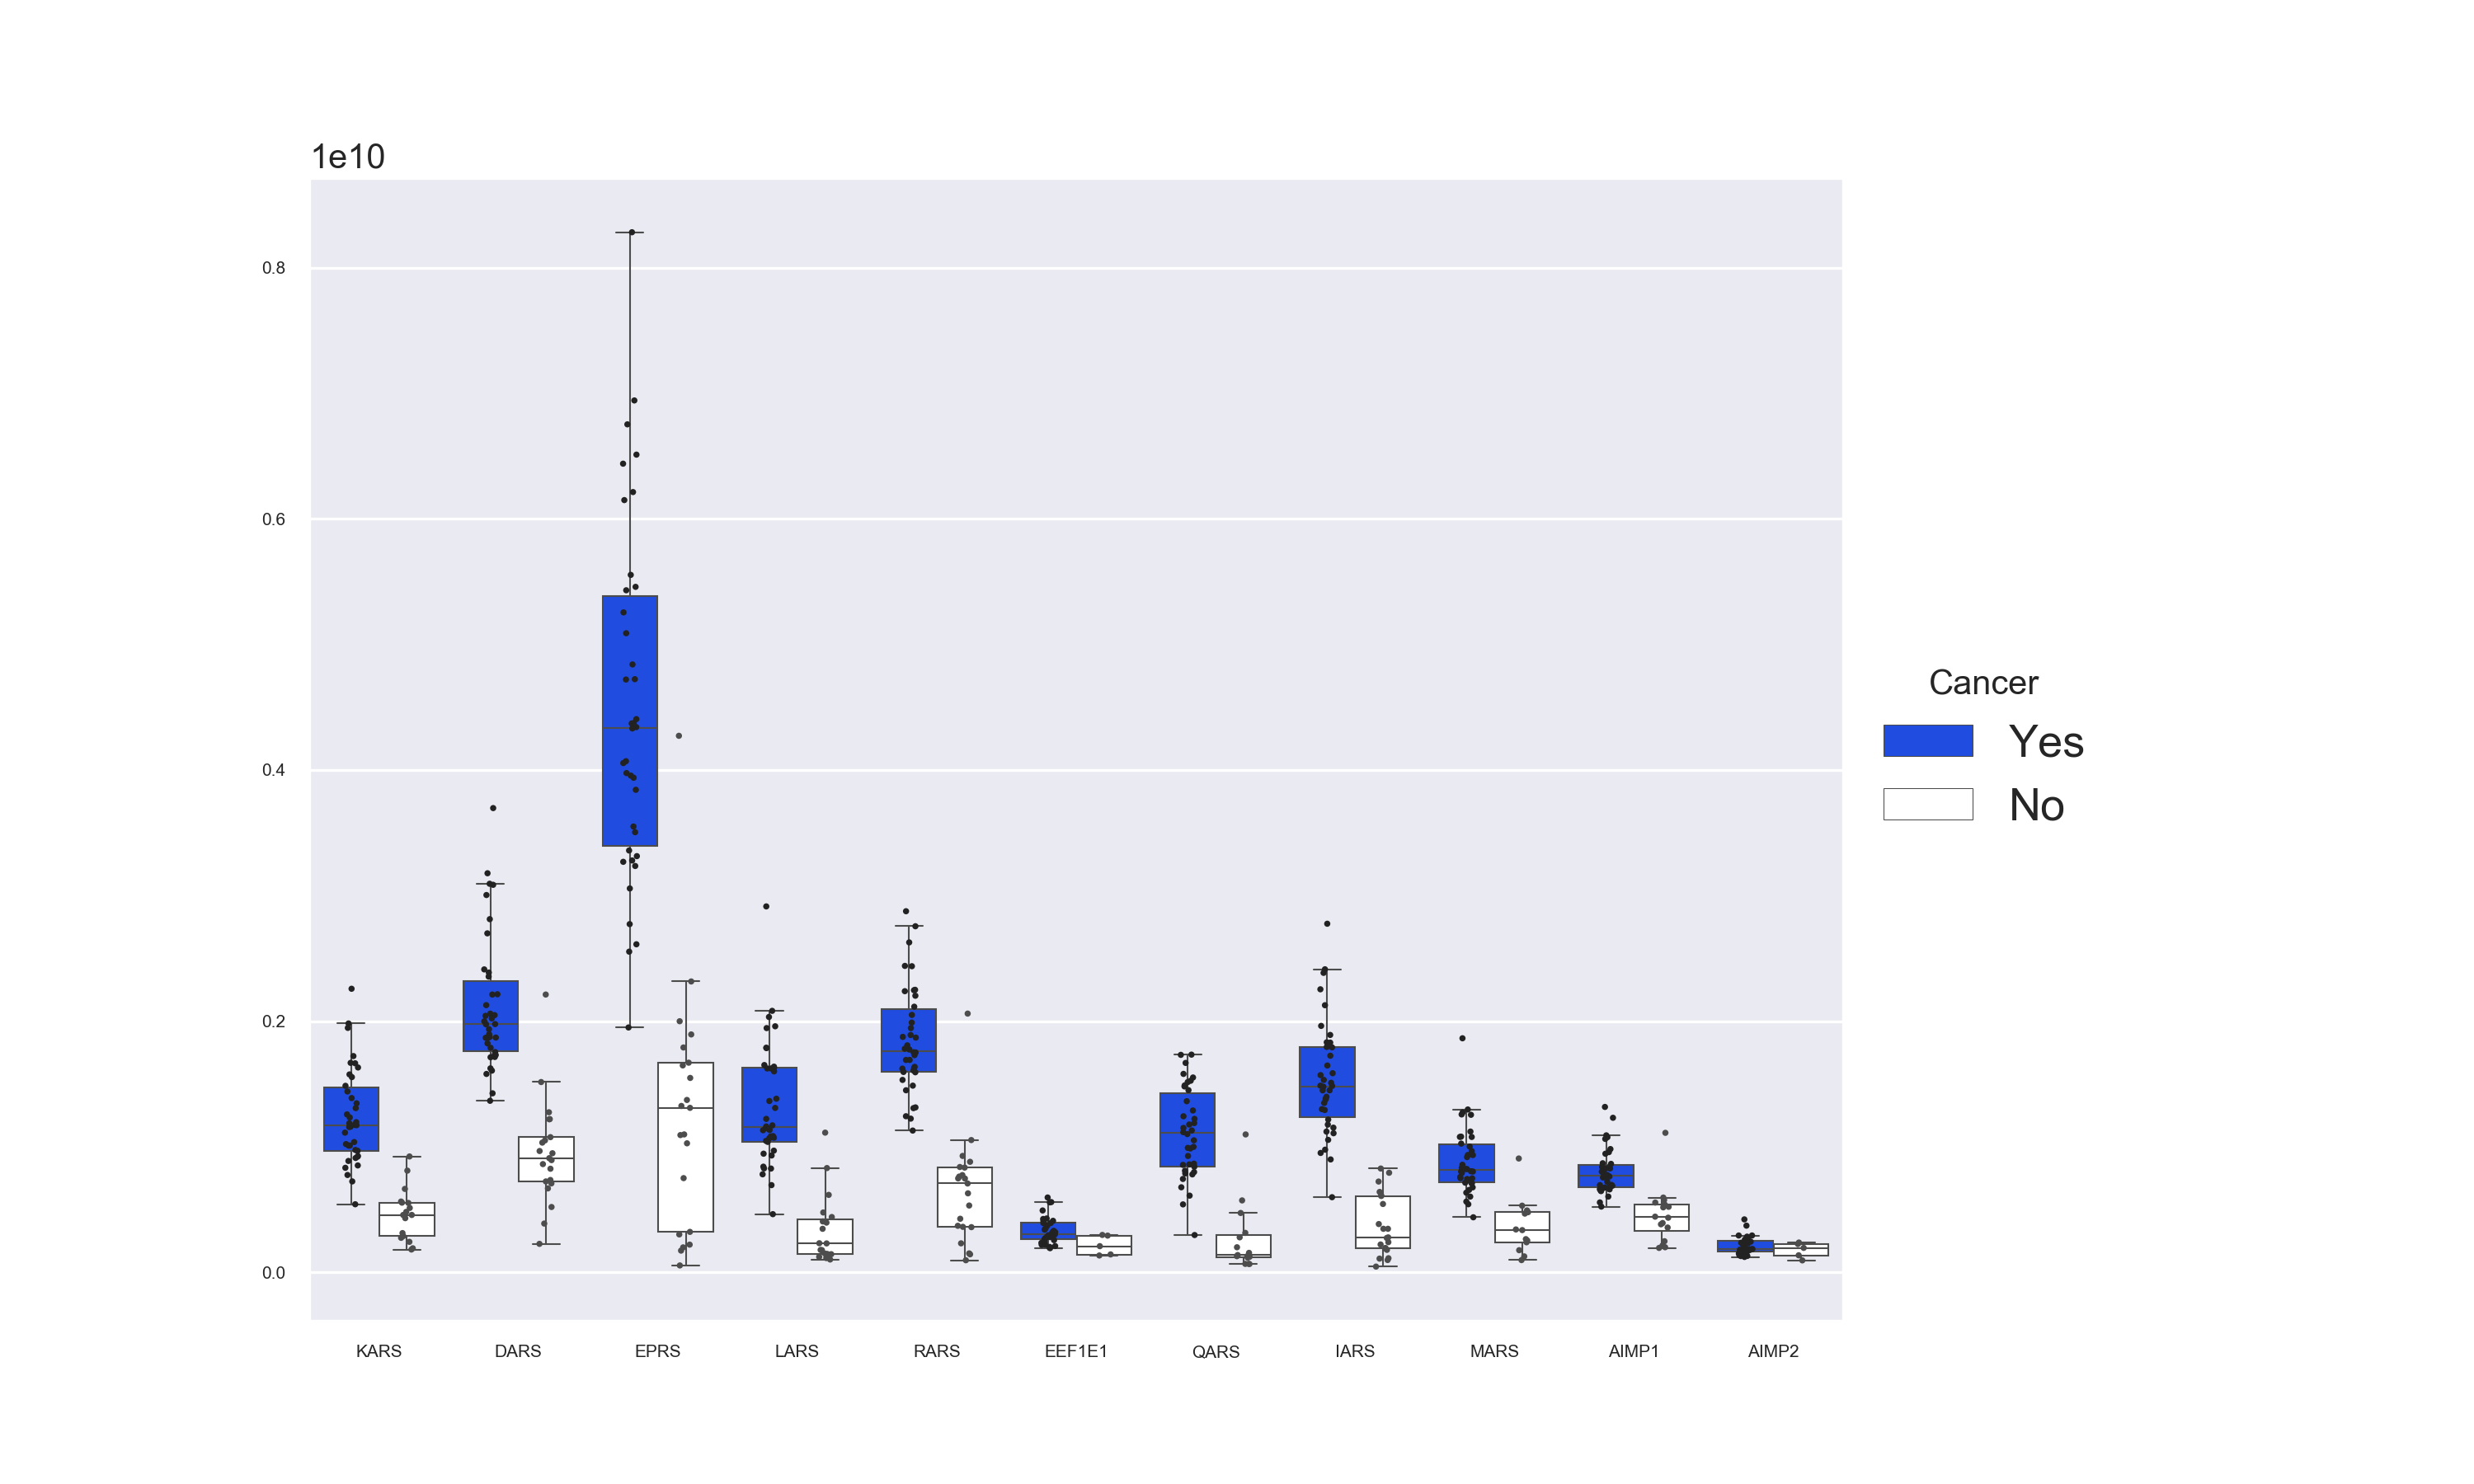 1e10
0.8
0.6
0.4
0.2
0.0
KARS DARS EPRS LARS RARS EEF1E1 QARS IARS MARS AIMP1 AIMP2
Cancer
Yes
No